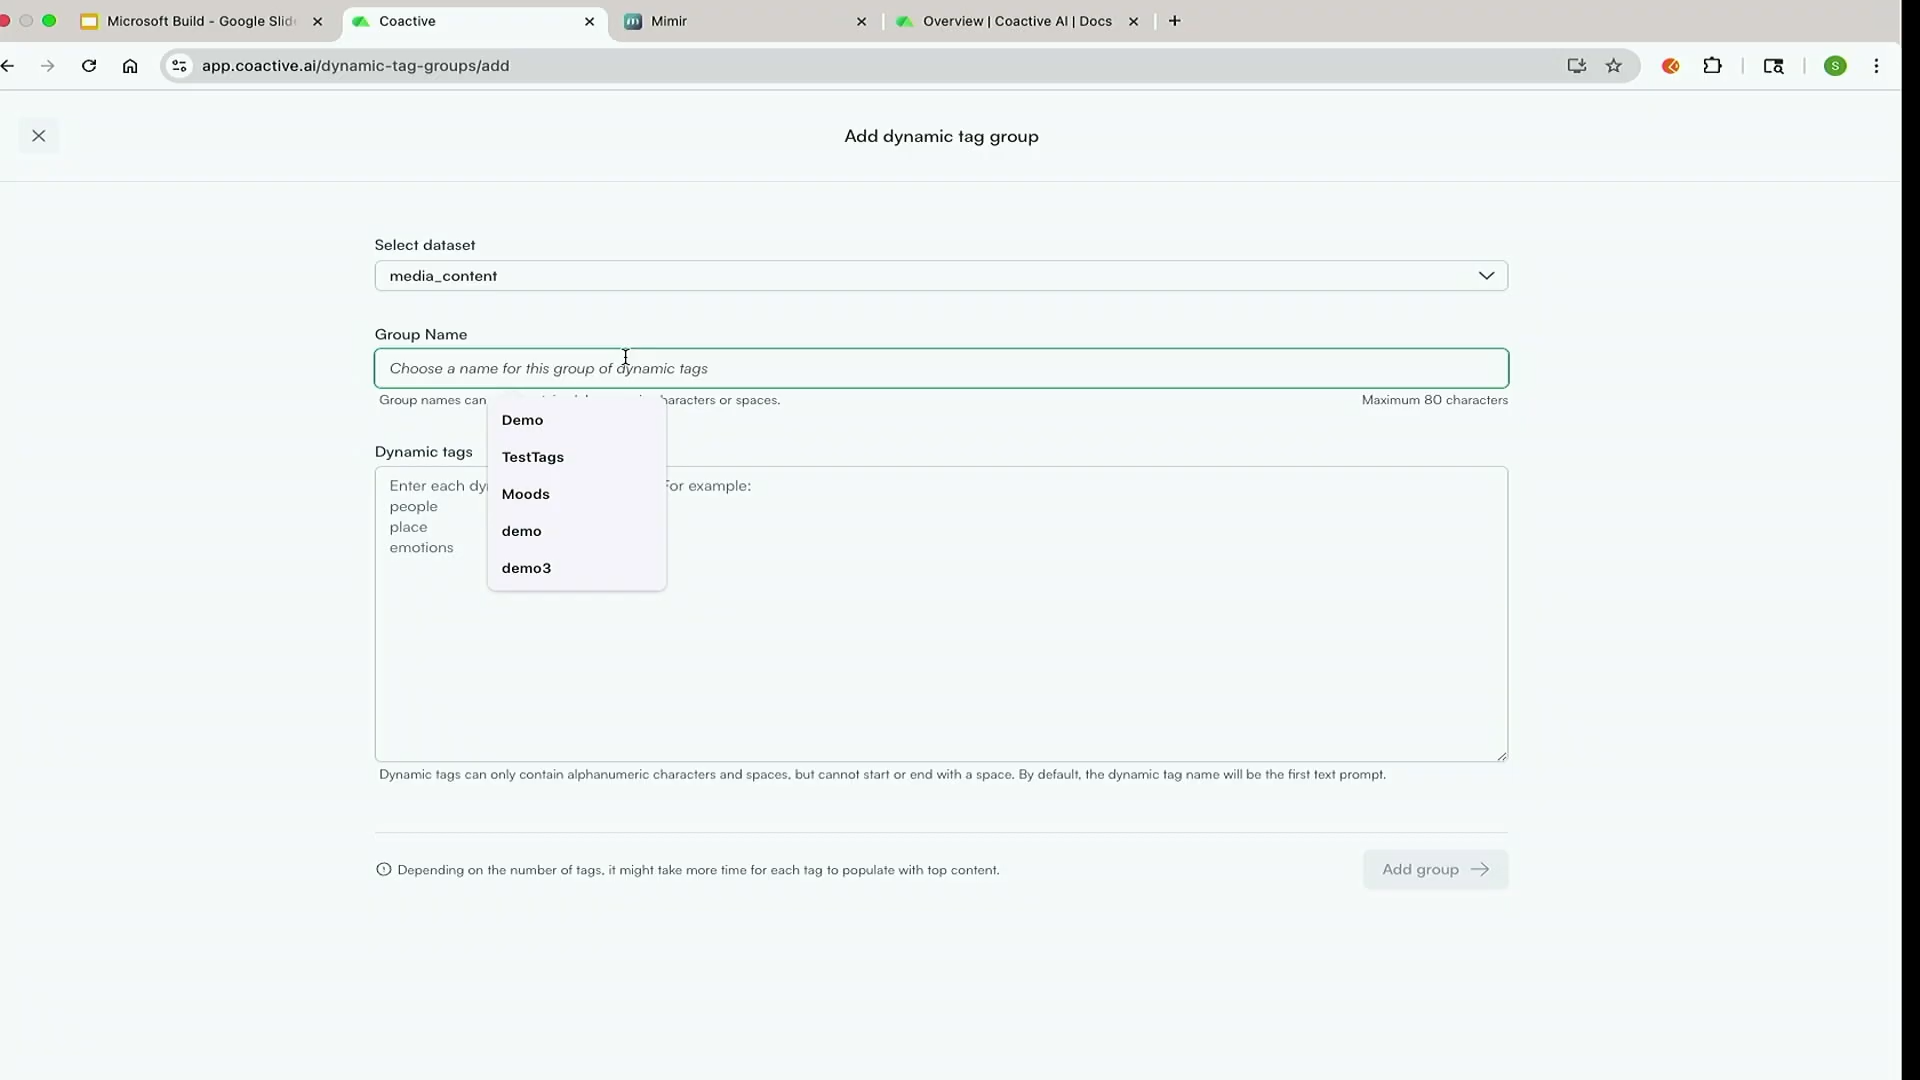 Microsoft Build - Google Slid
Coactive
Mimir
Overview | Coactive AI | Docs
app.coactive.ai/dynamic-tag-groups/add
S
Add dynamic tag group
Select dataset
media_content
Group Name
Choose a name for this group of dynamic tags
Group names can haracters or spaces.
Maximum 80 characters
Demo
TestTags
Moods
demo
demo3
Dynamic tags
Enter each dy For example:
people
place
emotions
Dynamic tags can only contain alphanumeric characters and spaces, but cannot start or end with a space. By default, the dynamic tag name will be the first text prompt.
Depending on the number of tags, it might take more time for each tag to populate with top content.
Add group